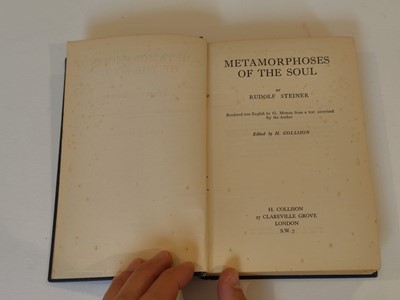 METAMORPHOSES
OF THE SOUL
BY
RUDOLF STEINER
Rendered into English by G. Metaxa from a text unrevised
by the Author
Edited by H. COLLISON
H. COLLISON
27 CLAREVILLE GROVE
LONDON
S.W.7